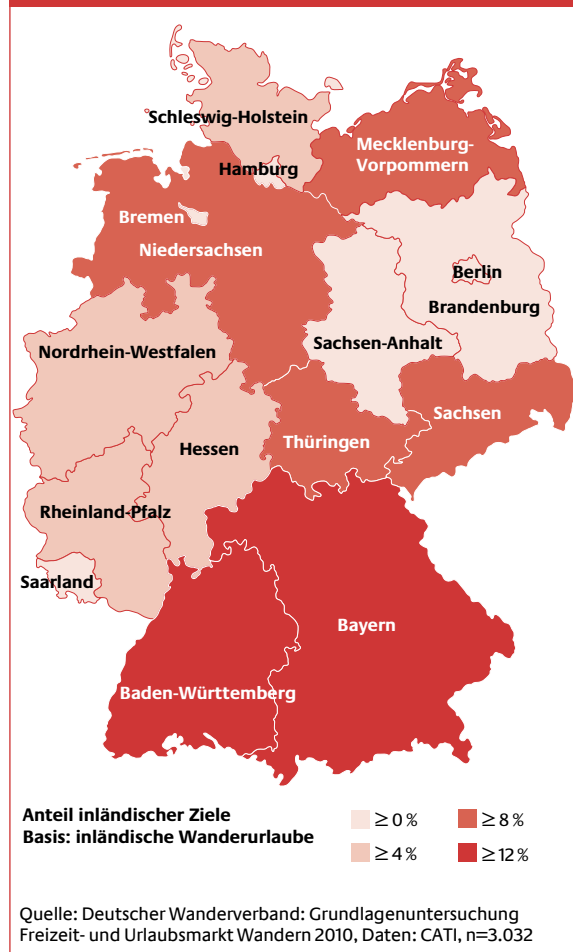 Schleswig-Holstein
Mecklenburg-
Vorpommern
Hamburg
Bremen
Niedersachsen
Berlin
Brandenburg
Sachsen-Anhalt
Nordrhein-Westfalen
Sachsen
Thüringen
Hessen
Rheinland-Pfalz
Saarland
Bayern
Baden-Württemberg
Anteil inländischer Ziele
Basis: inländische Wanderurlaube
≥ 0 %
≥ 8 %
≥ 4 %
≥ 12 %
Quelle: Deutscher Wanderverband: Grundlagenuntersuchung
Freizeit- und Urlaubsmarkt Wandern 2010, Daten: CATI, n=3.032